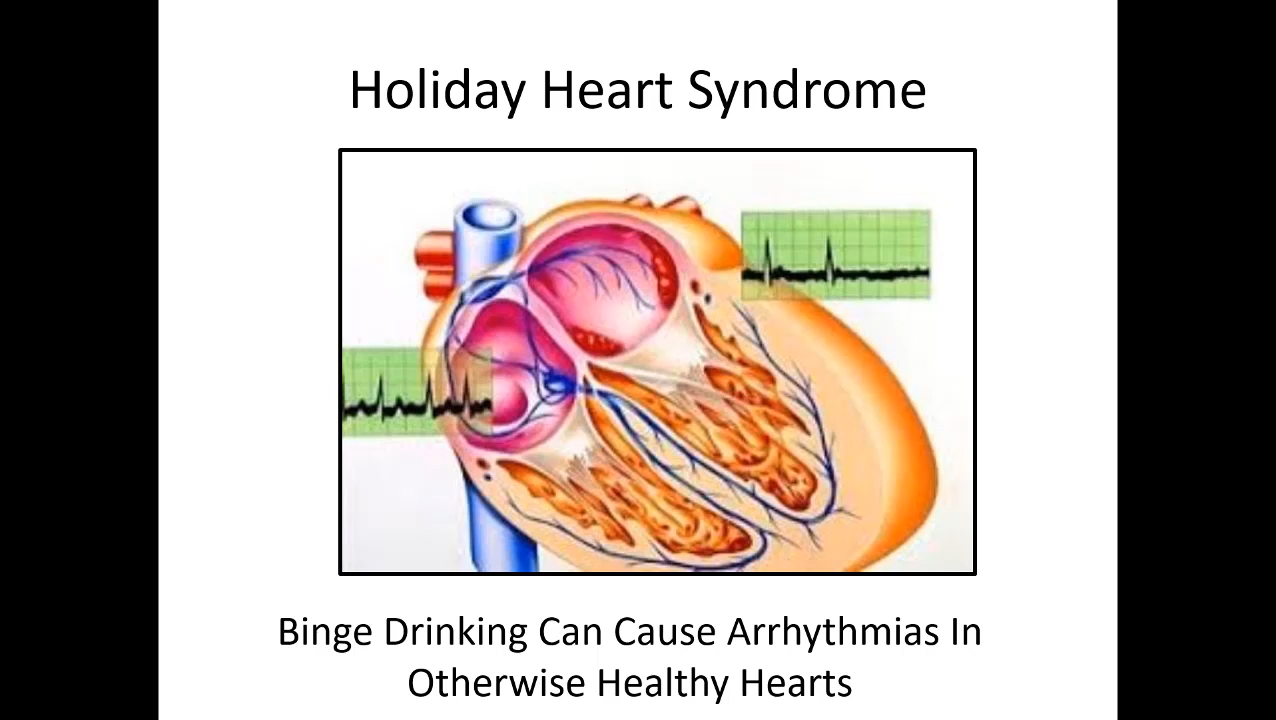 Holiday Heart Syndrome
Binge Drinking Can Cause Arrhythmias In
Otherwise Healthy Hearts